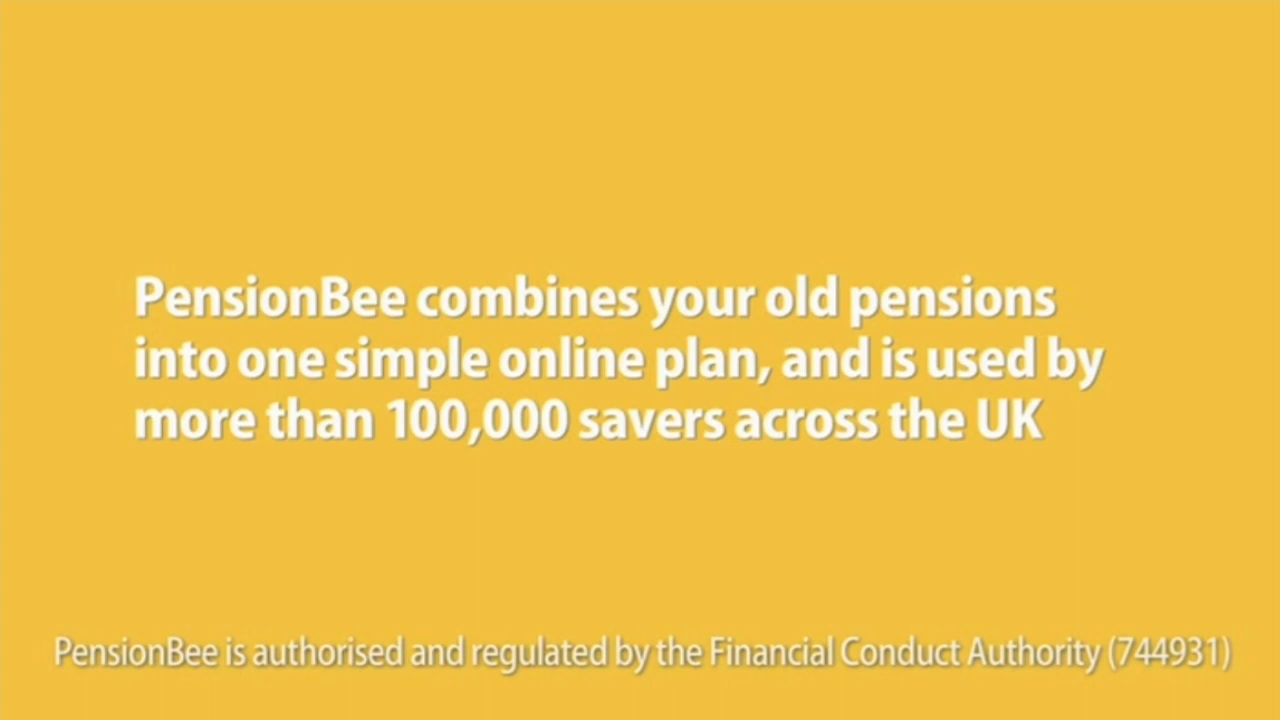 PensionBee combines your old pensions
into one simple online plan, and is used by
more than 100,000 savers across the UK
PensionBee is authorised and regulated by the Financial Conduct Authority (744931)